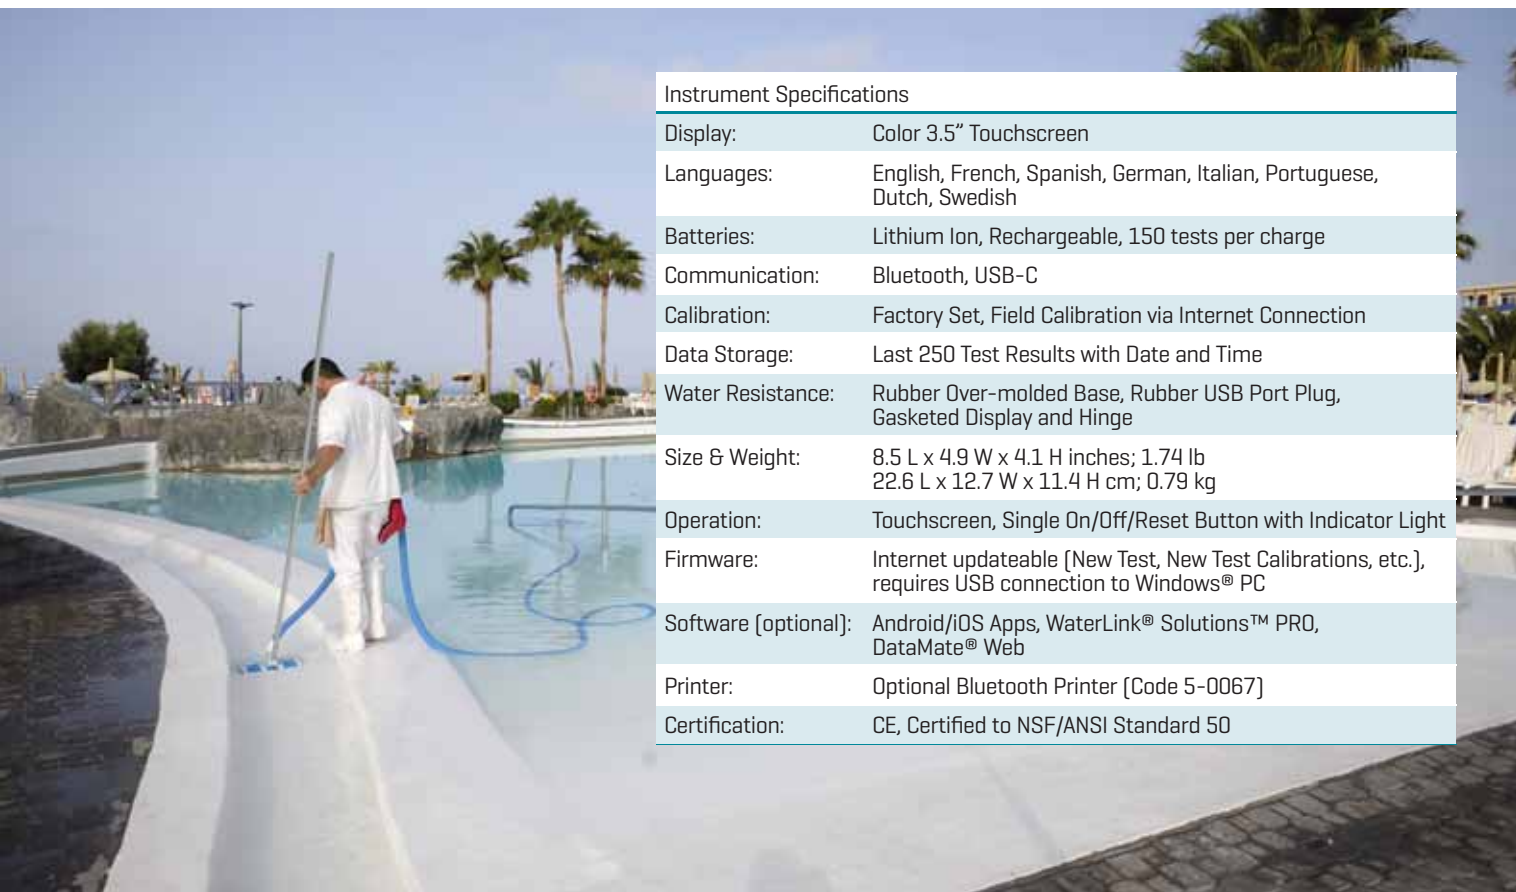 Instrument Specifications
Display: Color 3.5” Touchscreen
Languages: English, French, Spanish, German, Italian, Portuguese,
Dutch, Swedish
Batteries: Lithium Ion, Rechargeable, 150 tests per charge
Communication: Bluetooth, USB-C
Calibration: Factory Set, Field Calibration via Internet Connection
Data Storage: Last 250 Test Results with Date and Time
Water Resistance: Rubber Over-molded Base, Rubber USB Port Plug,
Gasketed Display and Hinge
Size & Weight: 8.5 L x 4.9 W x 4.1 H inches; 1.74 lb
22.6 L x 12.7 W x 11.4 H cm; 0.79 kg
Operation: Touchscreen, Single On/Off/Reset Button with Indicator Light
Firmware: Internet updateable (New Test, New Test Calibrations, etc.),
requires USB connection to Windows® PC
Software (optional): Android/iOS Apps, WaterLink® Solutions™ PRO,
DataMate® Web
Printer: Optional Bluetooth Printer (Code 5-0067)
Certification: CE, Certified to NSF/ANSI Standard 50